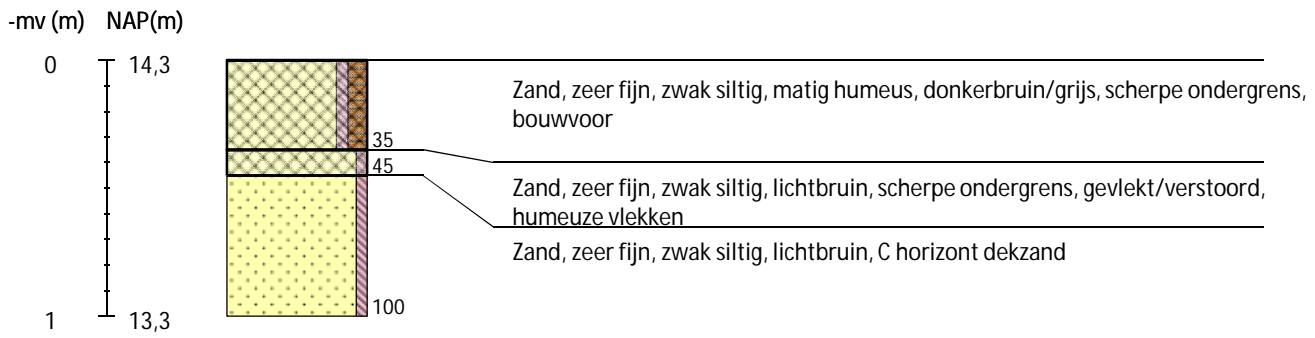 -mv (m) NAP(m)
0 14,3
Zand, zeer fijn, zwak siltig, matig humeus, donkerbruin/grijs, scherpe ondergrens,
bouwvoor
35
45
Zand, zeer fijn, zwak siltig, lichtbruin, scherpe ondergrens, gevlekt/verstoord,
humeuze vlekken
Zand, zeer fijn, zwak siltig, lichtbruin, C horizont dekzand
100
1 13,3